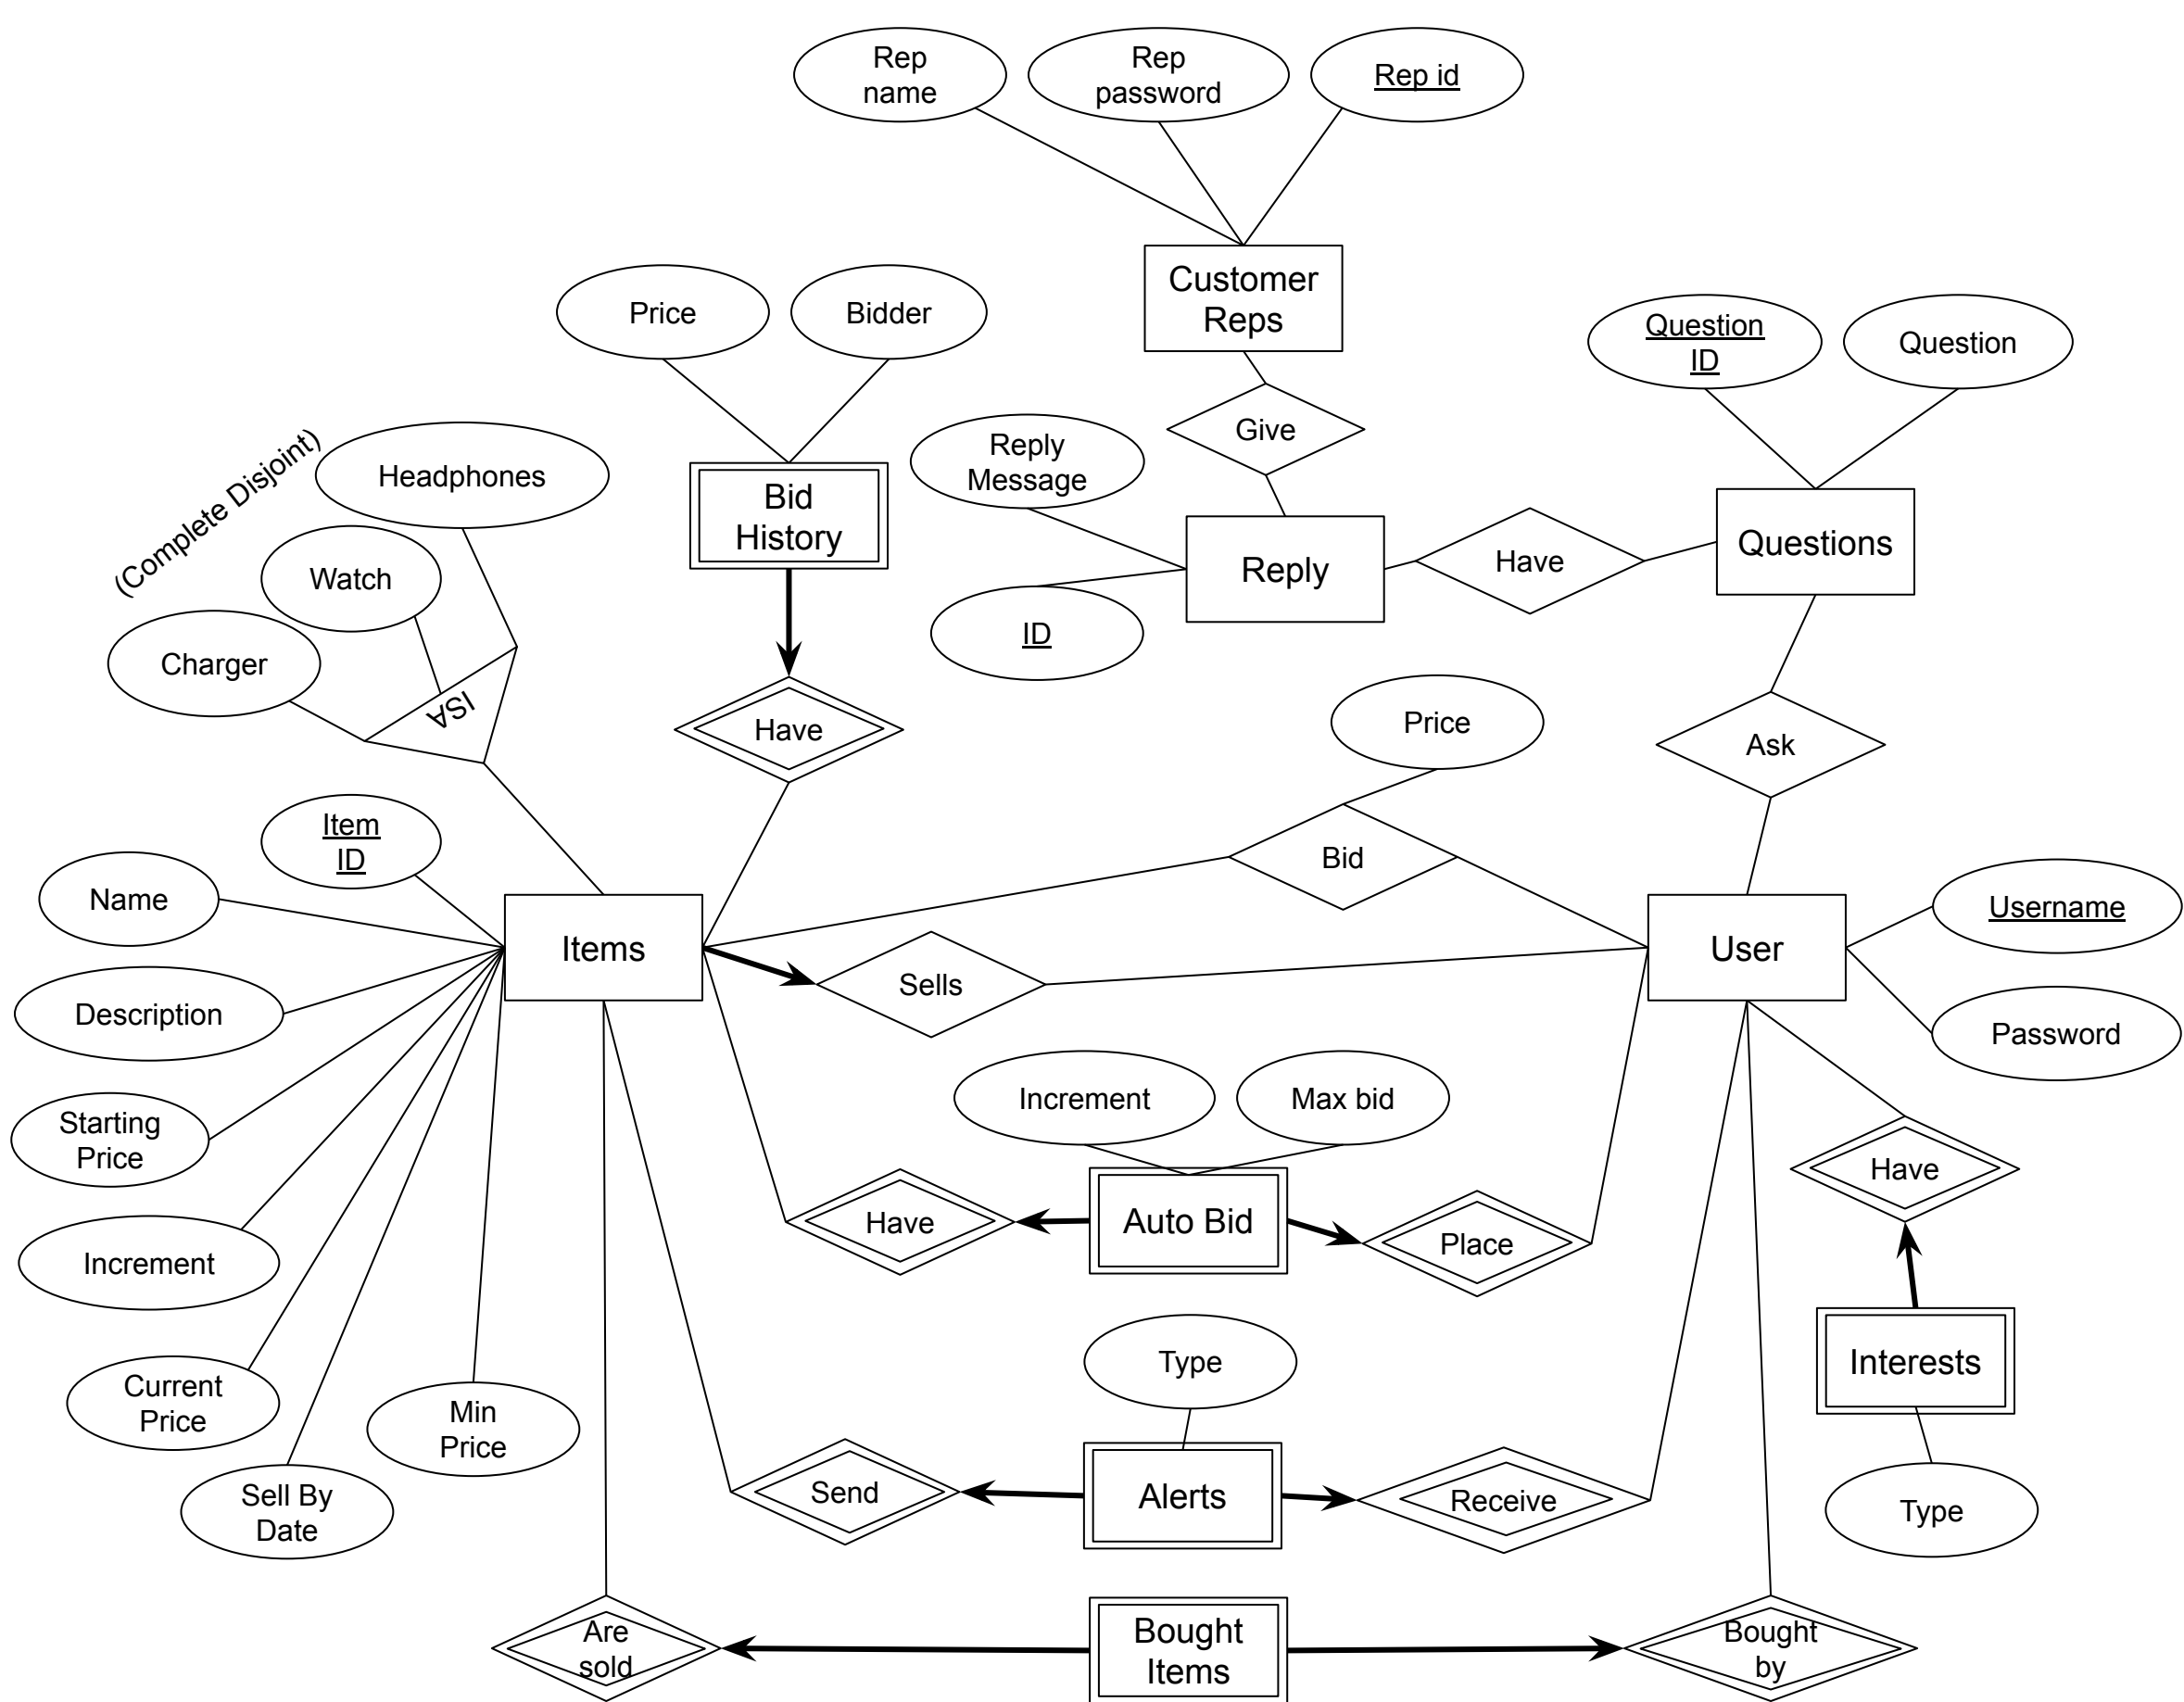 Rep
name
Rep
password
Rep id
Customer
Reps
Price
Bidder
Question
ID
Question
Give
(Complete Disjoint)
Headphones
Reply
Message
Bid
History
Watch
Reply
Have
Questions
Charger
ID
ISA
Have
Price
Ask
Item
ID
Bid
Name
Items
User
Username
Sells
Description
Password
Increment
Max bid
Starting
Price
Have
Have
Auto Bid
Place
Increment
Type
Interests
Current
Price
Min
Price
Sell By
Date
Send
Alerts
Receive
Type
Are
sold
Bought
Items
Bought
by